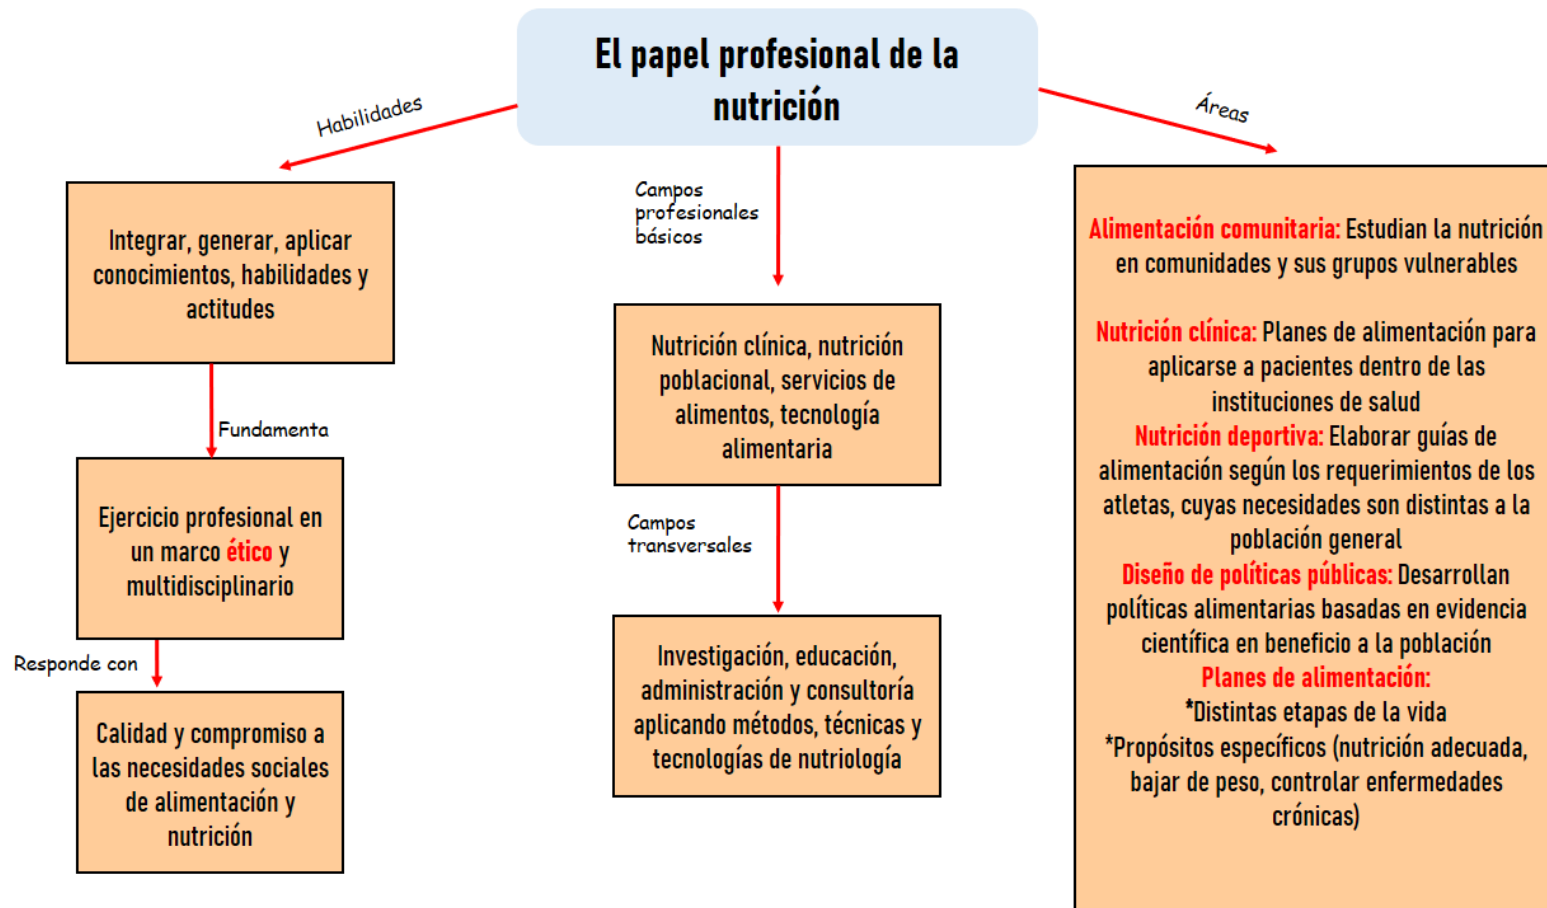 El papel profesional de la
nutrición
Habilidades
Integrar, generar, aplicar
conocimientos, habilidades y
actitudes
Fundamenta
Ejercicio profesional en
un marco ético y
multidisciplinario
Responde con
Calidad y compromiso a
las necesidades sociales
de alimentación y
nutrición
Campos
profesionales
básicos
Nutrición clínica, nutrición
poblacional, servicios de
alimentos, tecnología
alimentaria
Campos
transversales
Investigación, educación,
administración y consultoría
aplicando métodos, técnicas y
tecnologías de nutriología
Áreas
Alimentación comunitaria: Estudian la nutrición
en comunidades y sus grupos vulnerables
Nutrición clínica: Planes de alimentación para
aplicarse a pacientes dentro de las
instituciones de salud
Nutrición deportiva: Elaborar guías de
alimentación según los requerimientos de los
atletas, cuyas necesidades son distintas a la
población general
Diseño de políticas públicas: Desarrollan
políticas alimentarias basadas en evidencia
científica en beneficio a la población
Planes de alimentación:
*Distintas etapas de la vida
*Propósitos específicos (nutrición adecuada,
bajar de peso, controlar enfermedades
crónicas)